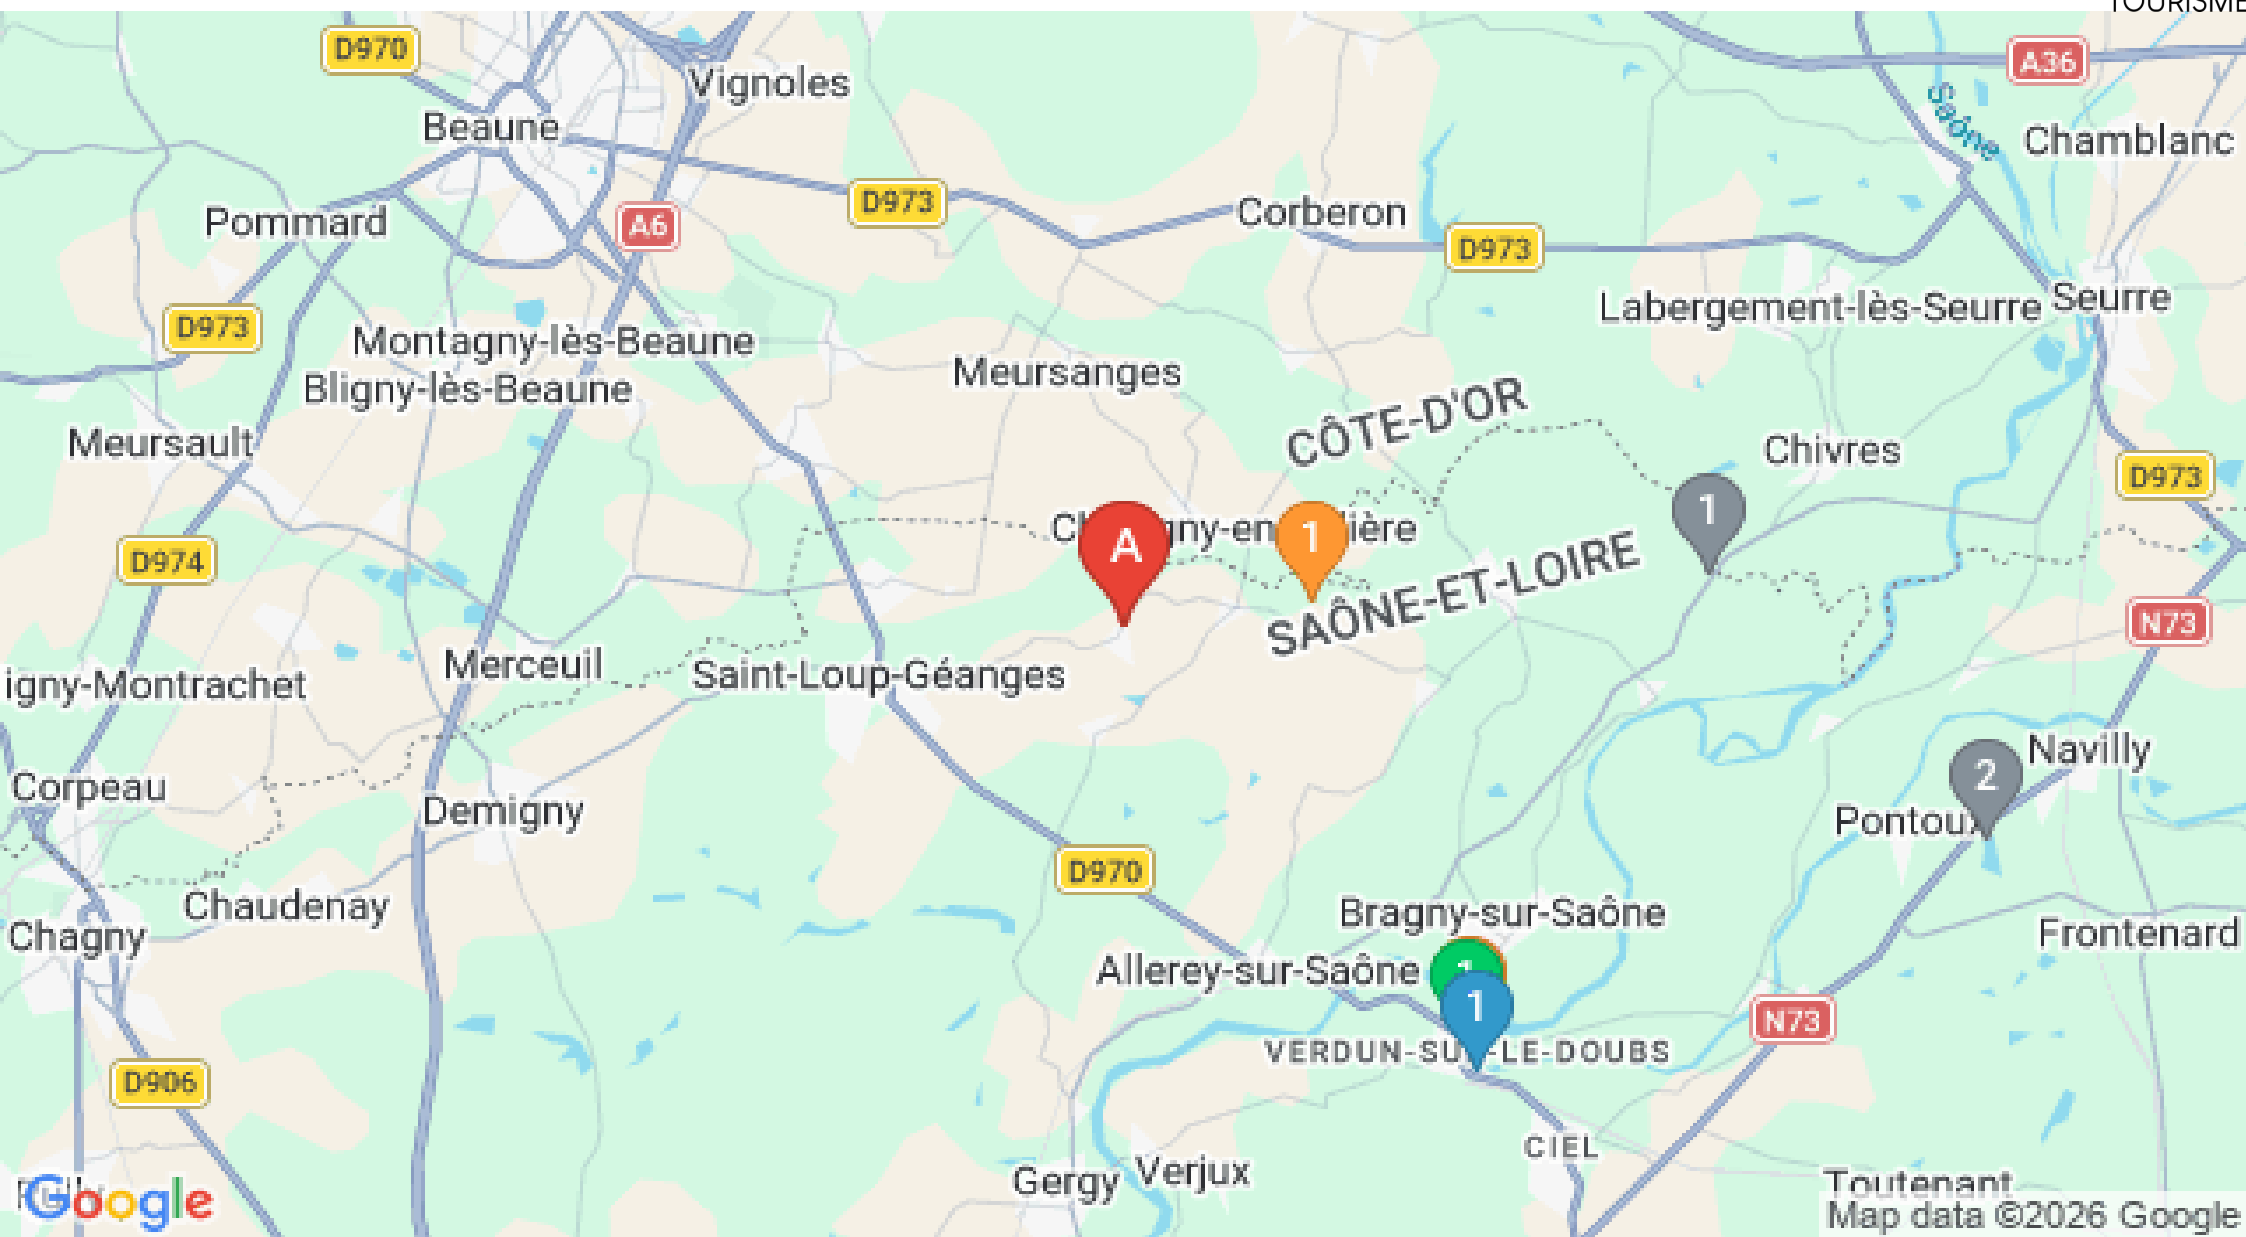 TOURISME
D970
A36
Vignoles
Saône
Beaune
Chamblanc
D973
Corberon
Pommard
A6
D973
Labergement-lès-Seurre
Seurre
D973
Montagny-lès-Beaune
Meursanges
Bligny-lès-Beaune
CÔTE-D'OR
Meursault
Chivres
D973
1
A
1
D974
SAÔNE-ET-LOIRE
N73
Merceuil
Saint-Loup-Géanges
igny-Montrachet
Navilly
2
Corpeau
Demigny
Pontoux
D970
Chaudenay
Bragny-sur-Saône
Chagny
Frontenard
Allerey-sur-Saône
1
1
N73
VERDUN-SUR-LE-DOUBS
D906
CIEL
Gergy
Verjux
Toutenant
Google
Map data ©2026 Google